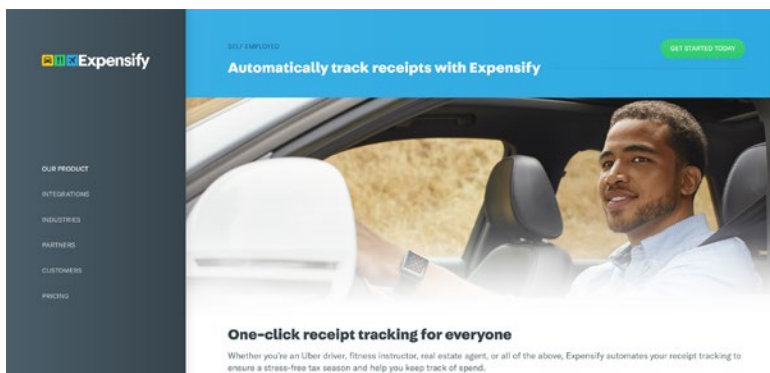 Expensify
OUR PRODUCT
INTEGRATIONS
INDUSTRIES
PARTNERS
CUSTOMERS
PRICING
SELF EMPLOYED
Automatically track receipts with Expensify
GET STARTED TODAY
One-click receipt tracking for everyone
Whether you're an Uber driver, fitness instructor, real estate agent, or all of the above, Expensify automates your receipt tracking to
ensure a stress-free tax season and help you keep track of spend.